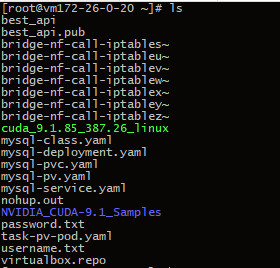 [root@vm172-26-0-20 ~]# ls
best_api
best_api.pub
bridge-nf-call-iptables~
bridge-nf-call-iptableu~
bridge-nf-call-iptablev~
bridge-nf-call-iptablew~
bridge-nf-call-iptablex~
bridge-nf-call-iptabley~
bridge-nf-call-iptablez~
cuda_9.1.85_387.26_linux
mysql-class.yaml
mysql-deployment.yaml
mysql-pvc.yaml
mysql-pv.yaml
mysql-service.yaml
nohup.out
NVIDIA_CUDA-9.1_Samples
password.txt
task-pv-pod.yaml
username.txt
virtualbox.repo